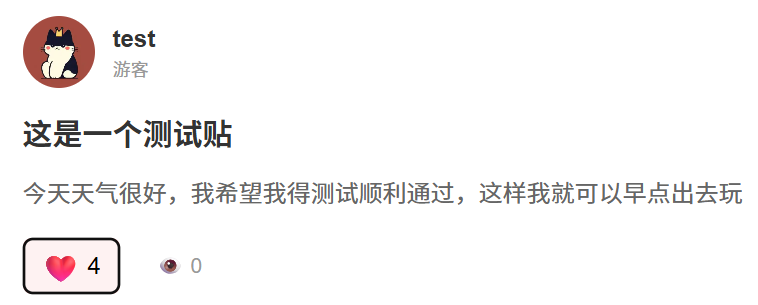 test
游客
这是一个测试贴
今天天气很好，我希望我得测试顺利通过，这样我就可以早点出去玩
4
0